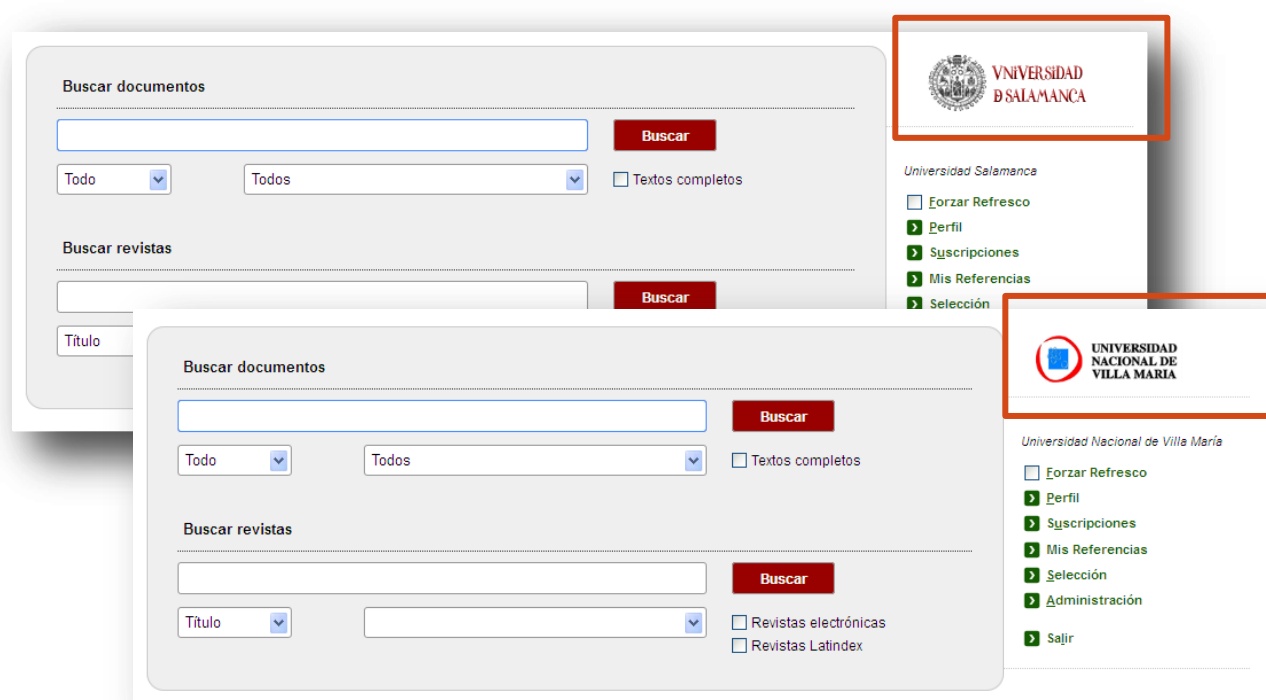 Buscar documentos
Buscar
Todo
Todos
Textos completos
Buscar revistas
Buscar
Título
VNiVERSiDAD
D SALAMANCA
Universidad Salamanca
Forzar Refresco
Perfil
Suscripciones
Mis Referencias
Selección
Buscar documentos
Buscar
Todo
Todos
Textos completos
Buscar revistas
Buscar
Título
Revistas electrónicas
Revistas Latindex
UNIVERSIDAD
NACIONAL DE
VILLA MARIA
Universidad Nacional de Villa María
Forzar Refresco
Perfil
Suscripciones
Mis Referencias
Selección
Administración
Salir